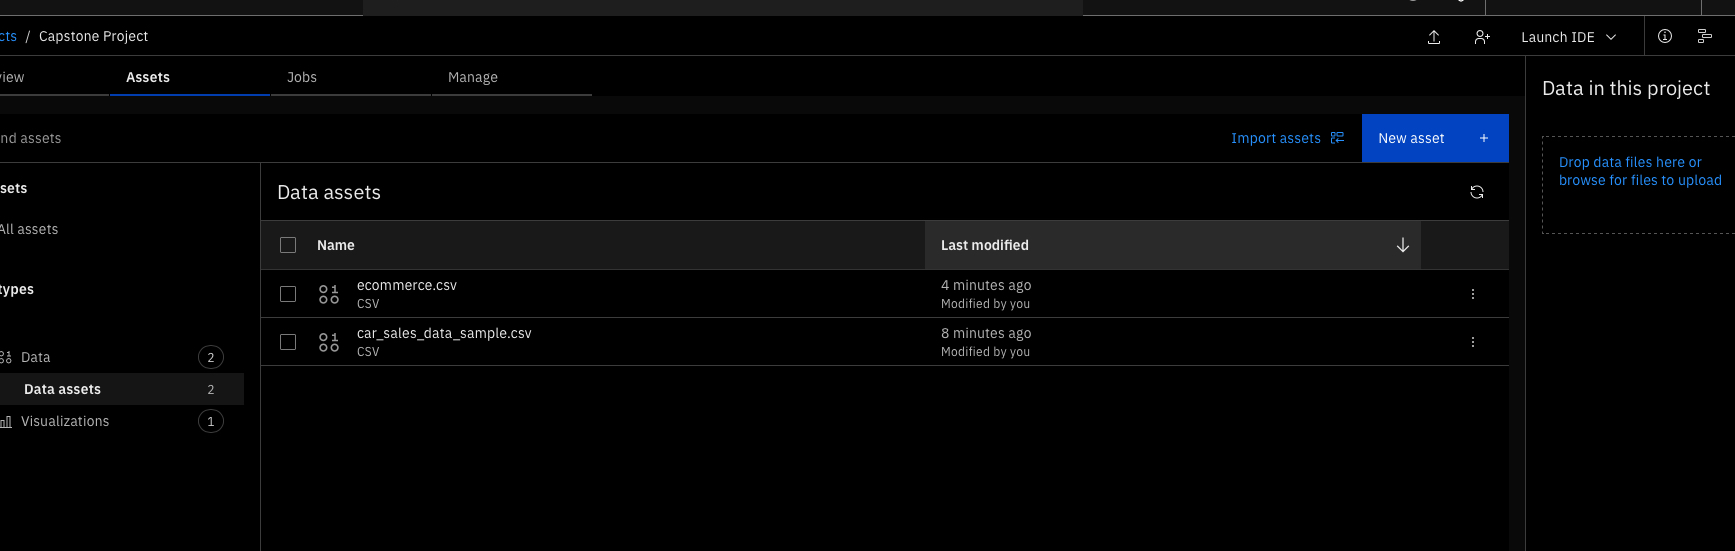 cts / Capstone Project
Launch IDE
view
Assets
Jobs
Manage
Data in this project
nd assets
Import assets
New asset +
Drop data files here or
browse for files to upload
sets
Data assets
All assets
Name
Last modified
types
ecommerce.csv
4 minutes ago
CSV
Modified by you
car_sales_data_sample.csv
8 minutes ago
CSV
Modified by you
Data 2
Data assets 2
Visualizations 1